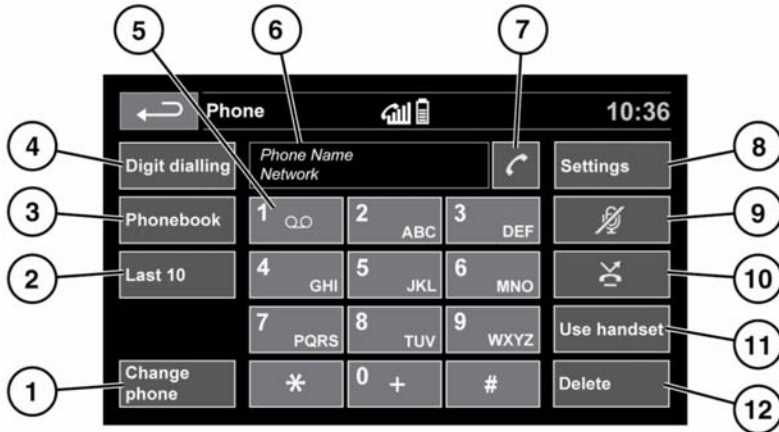 5
6
7
Phone
10:36
4
Digit dialling
Phone Name
Network
Settings
8
3
Phonebook
1
2 ABC
3 DEF
9
2
Last 10
4 GHI
5 JKL
6 MNO
10
7 PQRS
8 TUV
9 WXYZ
Use handset
11
1
Change
phone
*
0 +
#
Delete
12